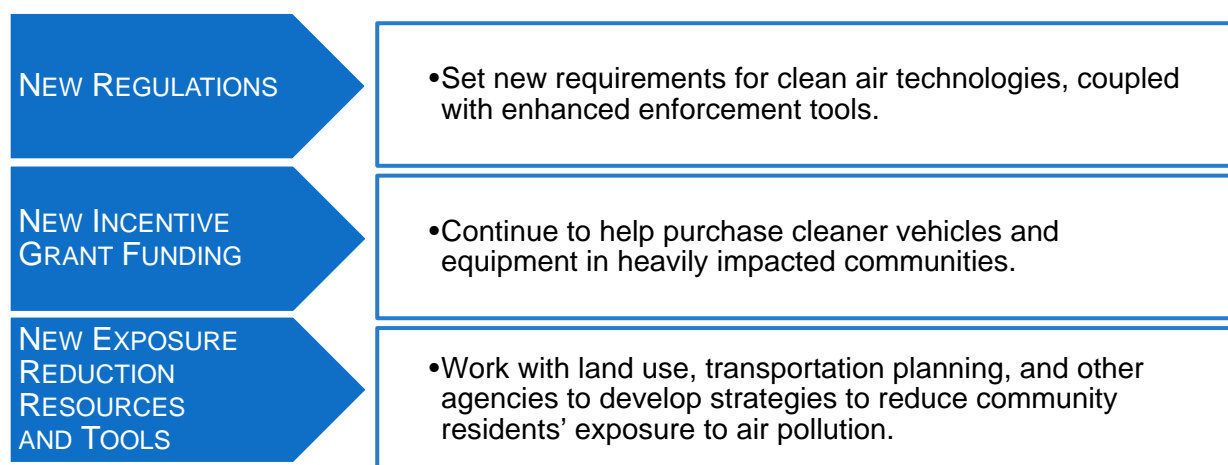 NEW REGULATIONS
•Set new requirements for clean air technologies, coupled
with enhanced enforcement tools.
NEW INCENTIVE
GRANT FUNDING
•Continue to help purchase cleaner vehicles and
equipment in heavily impacted communities.
NEW EXPOSURE
REDUCTION
RESOURCES
AND TOOLS
•Work with land use, transportation planning, and other
agencies to develop strategies to reduce community
residents’ exposure to air pollution.